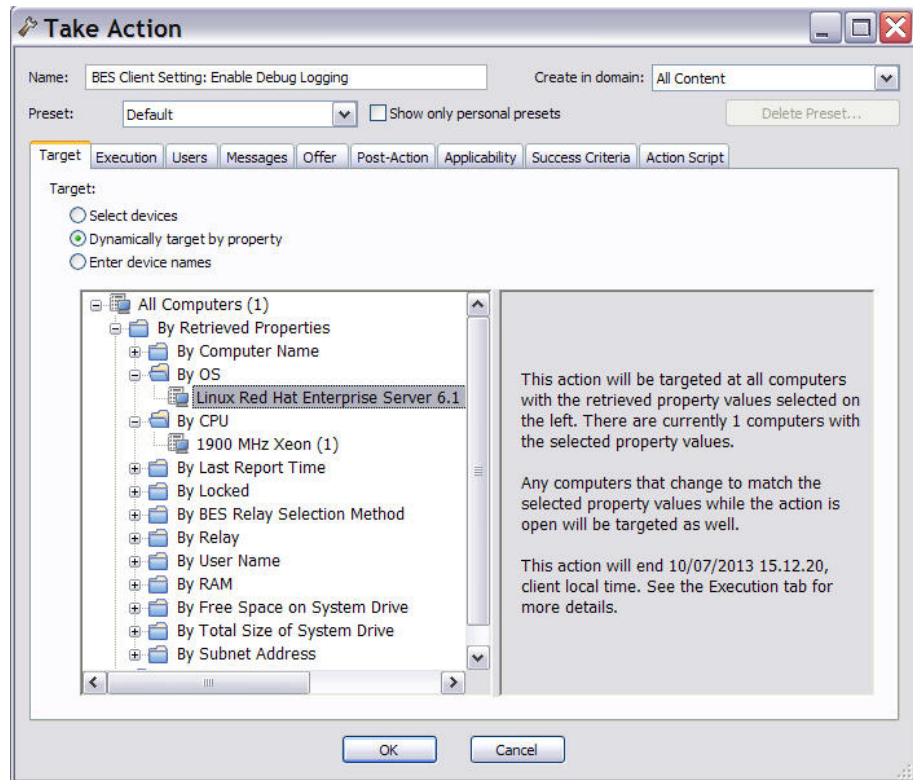 Take Action
Name: BES Client Setting: Enable Debug Logging Create in domain: All Content
Preset: Default Show only personal presets Delete Preset...
Target Execution Users Messages Offer Post-Action Applicability Success Criteria Action Script
Target:
Select devices
Dynamically target by property
Enter device names
All Computers (1)
By Retrieved Properties
By Computer Name
By OS
Linux Red Hat Enterprise Server 6.1
By CPU
1900 MHz Xeon (1)
By Last Report Time
By Locked
By BES Relay Selection Method
By Relay
By User Name
By RAM
By Free Space on System Drive
By Total Size of System Drive
By Subnet Address
This action will be targeted at all computers
with the retrieved property values selected on
the left. There are currently 1 computers with
the selected property values.
Any computers that change to match the
selected property values while the action is
open will be targeted as well.
This action will end 10/07/2013 15.12.20,
client local time. See the Execution tab for
more details.
OK Cancel